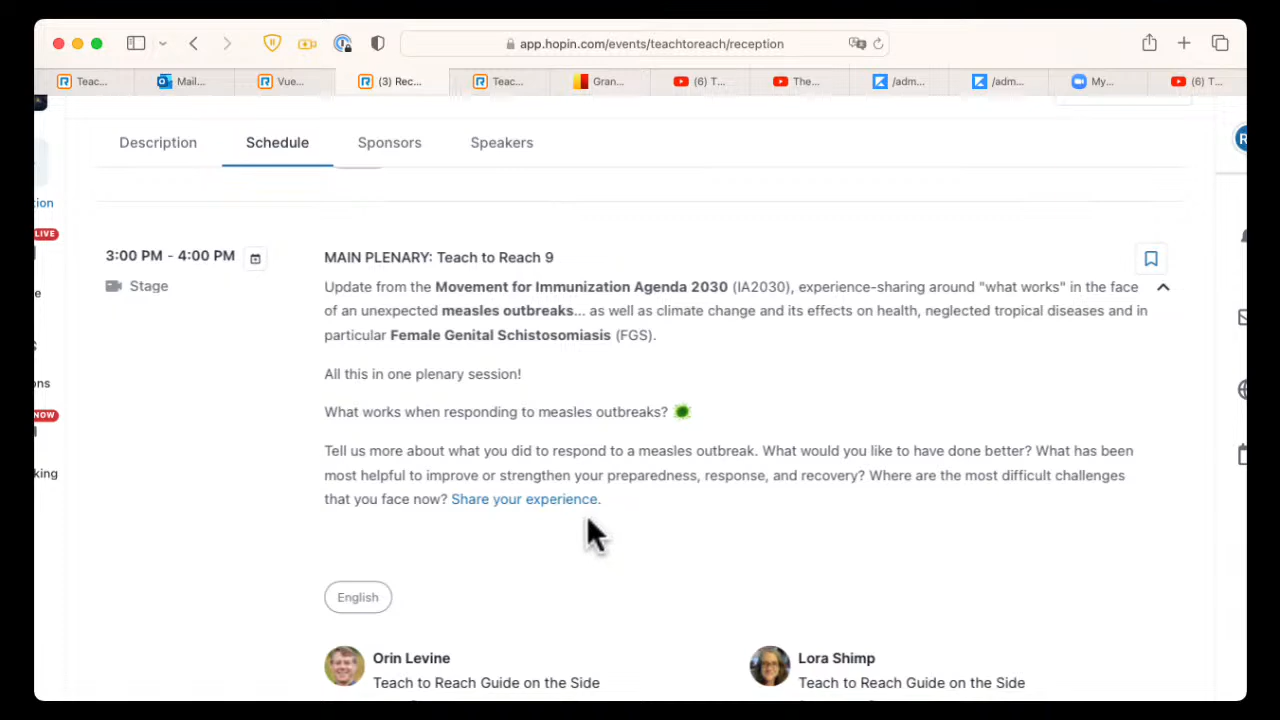 app.hopin.com/events/teachtoreach/reception
Teac...
Mail...
Vue...
(3) Rec...
Teac...
Gran...
(6) T...
The...
/adm...
/adm...
My...
(6) T...
Description
Schedule
Sponsors
Speakers
R
tion
LIVE
e
ons
NOW
king
3:00 PM - 4:00 PM
Stage
MAIN PLENARY: Teach to Reach 9
Update from the Movement for Immunization Agenda 2030 (IA2030), experience-sharing around "what works" in the face
of an unexpected measles outbreaks... as well as climate change and its effects on health, neglected tropical diseases and in
particular Female Genital Schistosomiasis (FGS).
All this in one plenary session!
What works when responding to measles outbreaks?
Tell us more about what you did to respond to a measles outbreak. What would you like to have done better? What has been
most helpful to improve or strengthen your preparedness, response, and recovery? Where are the most difficult challenges
that you face now? Share your experience.
English
Orin Levine
Teach to Reach Guide on the Side
Lora Shimp
Teach to Reach Guide on the Side